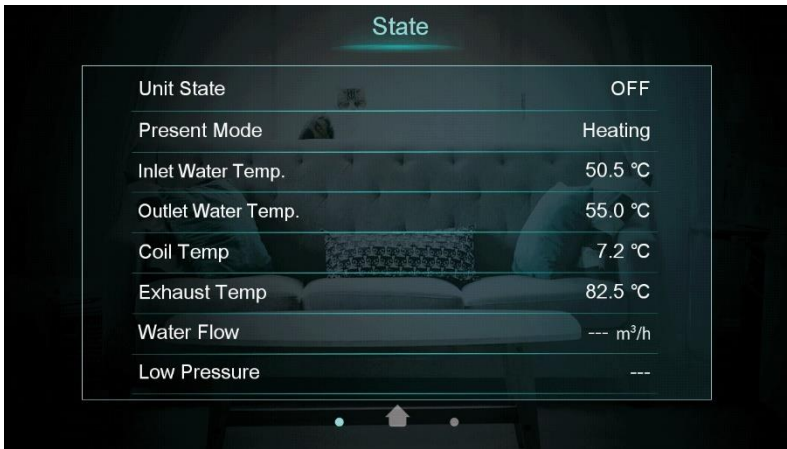 State
Unit State OFF
Present Mode Heating
Inlet Water Temp. 50.5 ℃
Outlet Water Temp. 55.0 ℃
Coil Temp 7.2 ℃
Exhaust Temp 82.5 ℃
Water Flow --- m³/h
Low Pressure ---